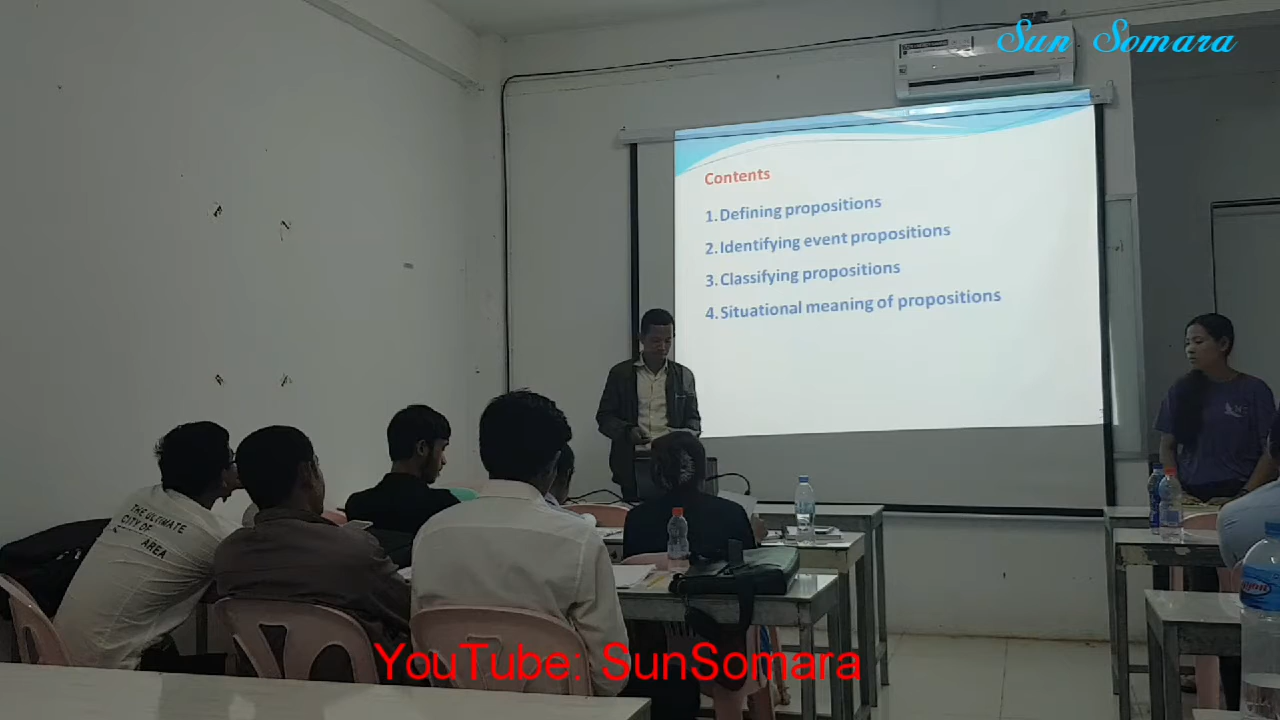 Sun Somara
Contents
1. Defining propositions
2. Identifying event propositions
3. Classifying propositions
4. Situational meaning of propositions
THE ULTIMATE
CITY OF
AREA
YouTube: SunSomara